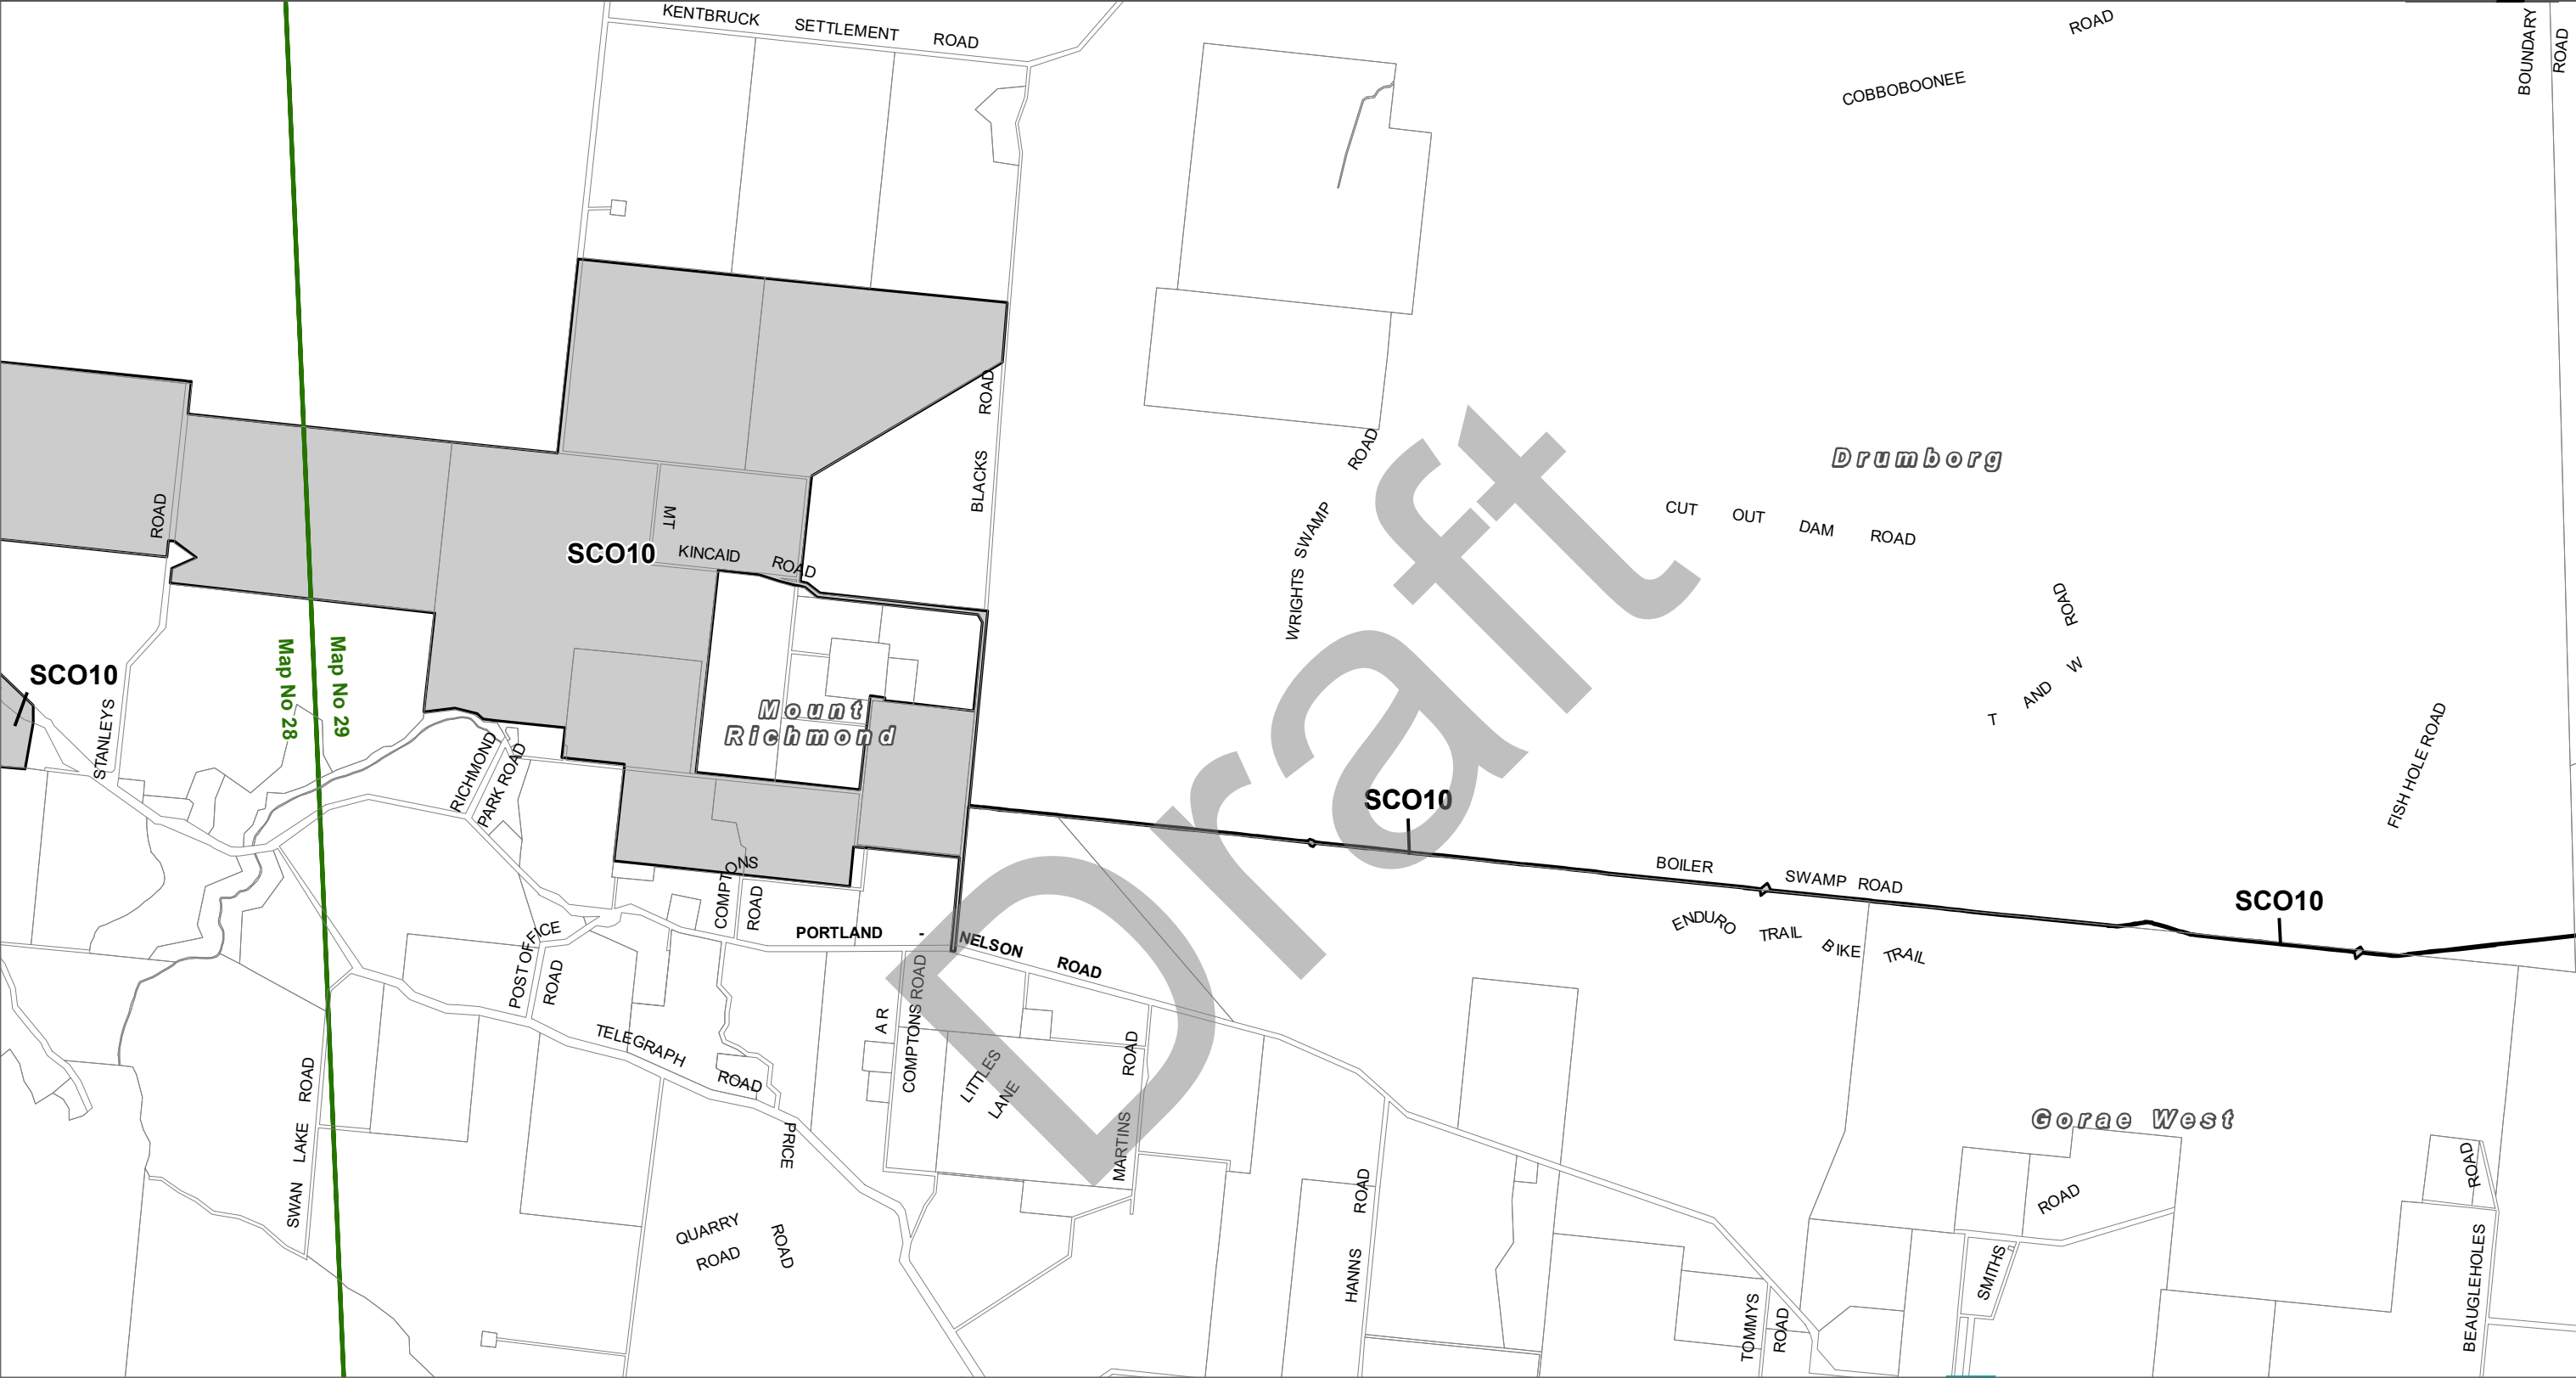 KENTBRUCK SETTLEMENT ROAD
ROAD
COBBOBOONEE
BOUNDARY
ROAD
ROAD
BLACKS
ROAD
WRIGHTS SWAMP
ROAD
Drumborg
CUT OUT DAM ROAD
ROAD
T AND W
FISH HOLE ROAD
MT
KINCAID ROAD
SCO10
SCO10
STANLEYS
Map No 28
Map No 29
Mount
Richmond
RICHMOND
PARK ROAD
SCO10
BOILER SWAMP ROAD
SCO10
ENDURO TRAIL BIKE TRAIL
COMPTONS
ROAD
PORTLAND - NELSON ROAD
POST OFFICE
ROAD
TELEGRAPH ROAD
A R
COMPTONS ROAD
LITTLES
LANE
MARTINS
ROAD
SWAN LAKE ROAD
PRICE
ROAD
QUARRY
ROAD
HANNS ROAD
Gorae West
ROAD
SMITHS
TOMMYS
ROAD
BEAUGLEHOLES
ROAD
Draft